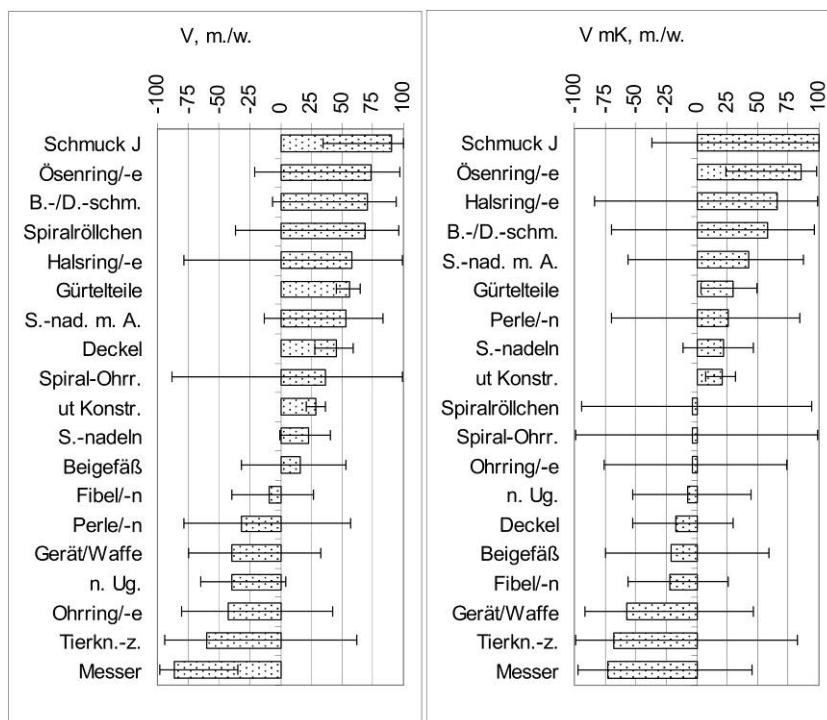 V, m./w.
-100 -75 -50 -25 0 25 50 75 100
Schmuck J
Ösenring/-e
B.-/D.-schm.
Spiralröllchen
Halsring/-e
Gürtelteile
S.-nad. m. A.
Deckel
Spiral-Ohrr.
ut Konstr.
S.-nadeln
Beigefäß
Fibel/-n
Perle/-n
Gerät/Waffe
n. Ug.
Ohrring/-e
Tierkn.-z.
Messer
V mK, m./w.
-100 -75 -50 -25 0 25 50 75 100
Schmuck J
Ösenring/-e
Halsring/-e
B.-/D.-schm.
S.-nad. m. A.
Gürtelteile
Perle/-n
S.-nadeln
ut Konstr.
Spiralröllchen
Spiral-Ohrr.
Ohrring/-e
n. Ug.
Deckel
Beigefäß
Fibel/-n
Gerät/Waffe
Tierkn.-z.
Messer